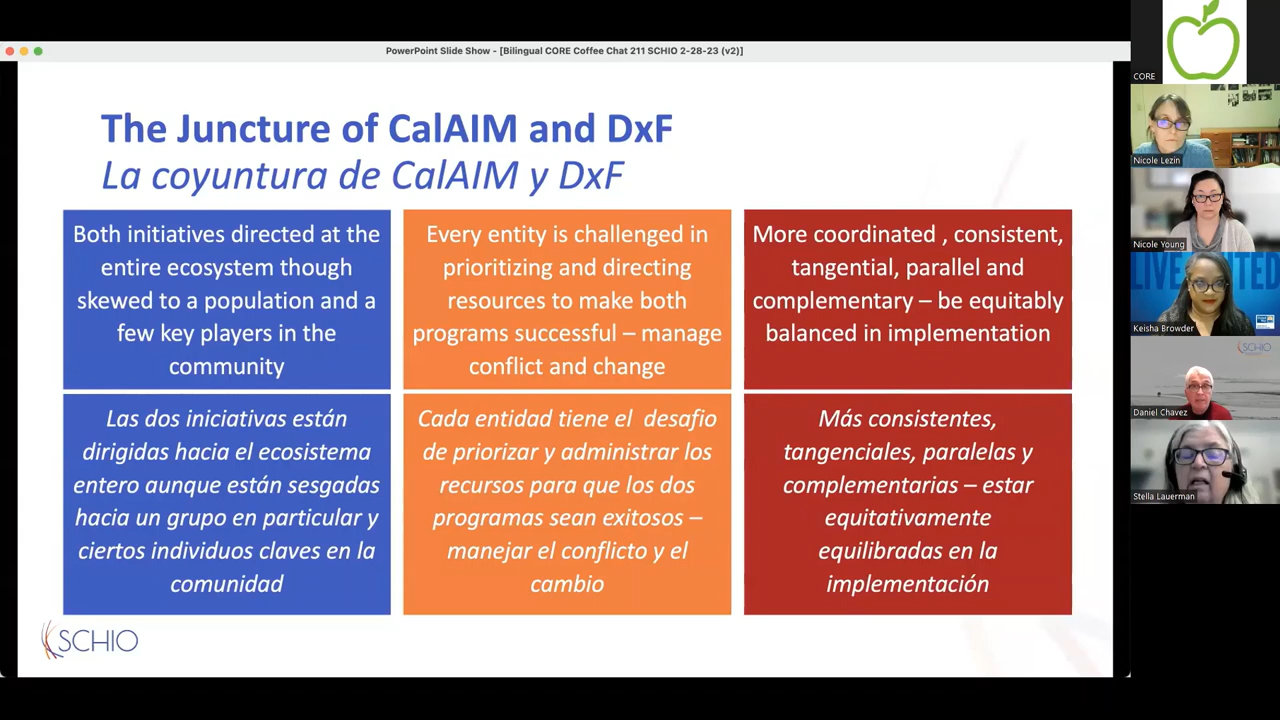 PowerPoint Slide Show - [Bilingual CORE Coffee Chat 211 SCHIO 2-28-23 (v2)]
The Juncture of CalAIM and DxF
La coyuntura de CalAIM y DxF
Both initiatives directed at the
entire ecosystem though
skewed to a population and a
few key players in the
community
Every entity is challenged in
prioritizing and directing
resources to make both
programs successful – manage
conflict and change
More coordinated , consistent,
tangential, parallel and
complementary – be equitably
balanced in implementation
Las dos iniciativas están
dirigidas hacia el ecosistema
entero aunque están sesgadas
hacia un grupo en particular y
ciertos individuos claves en la
comunidad
Cada entidad tiene el desafio
de priorizar y administrar los
recursos para que los dos
programas sean exitosos –
manejar el conflicto y el
cambio
Más consistentes,
tangenciales, paralelas y
complementarias – estar
equitativamente
equilibradas en la
implementación
SCHIO
CORE
Nicole Lezin
Nicole Young
LIVE UNITED
Keisha Browder
SCHIO
Daniel Chavez
Stella Lauerman